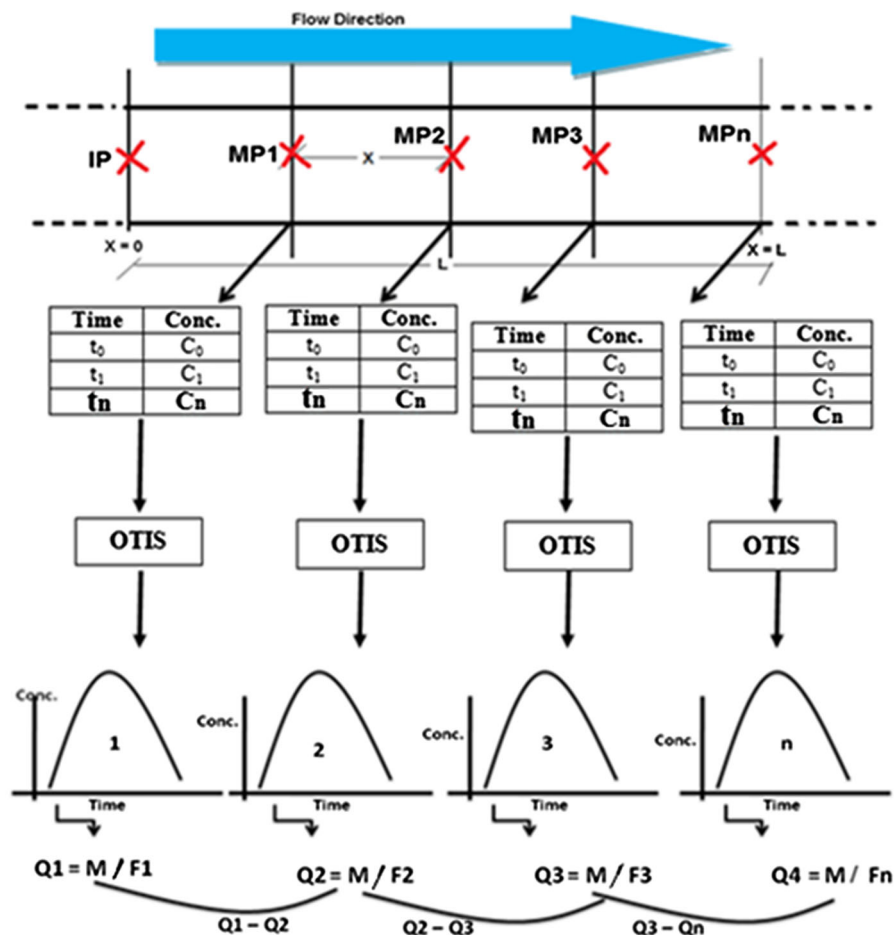 Flow Direction
IP MP1 X MP2 MP3 MPn
X = 0 L X = L
Time Conc. Time Conc. Time Conc. Time Conc.
t₀ C₀ t₀ C₀ t₀ C₀ t₀ C₀
t₁ C₁ t₁ C₁ t₁ C₁ t₁ C₁
tn Cn tn Cn tn Cn tn Cn
OTIS OTIS OTIS OTIS
Conc. Conc. Conc. Conc.
1 2 3 n
Time Time Time Time
Q1 = M / F1 Q2 = M / F2 Q3 = M / F3 Q4 = M / Fn
Q1 – Q2 Q2 – Q3 Q3 – Qn